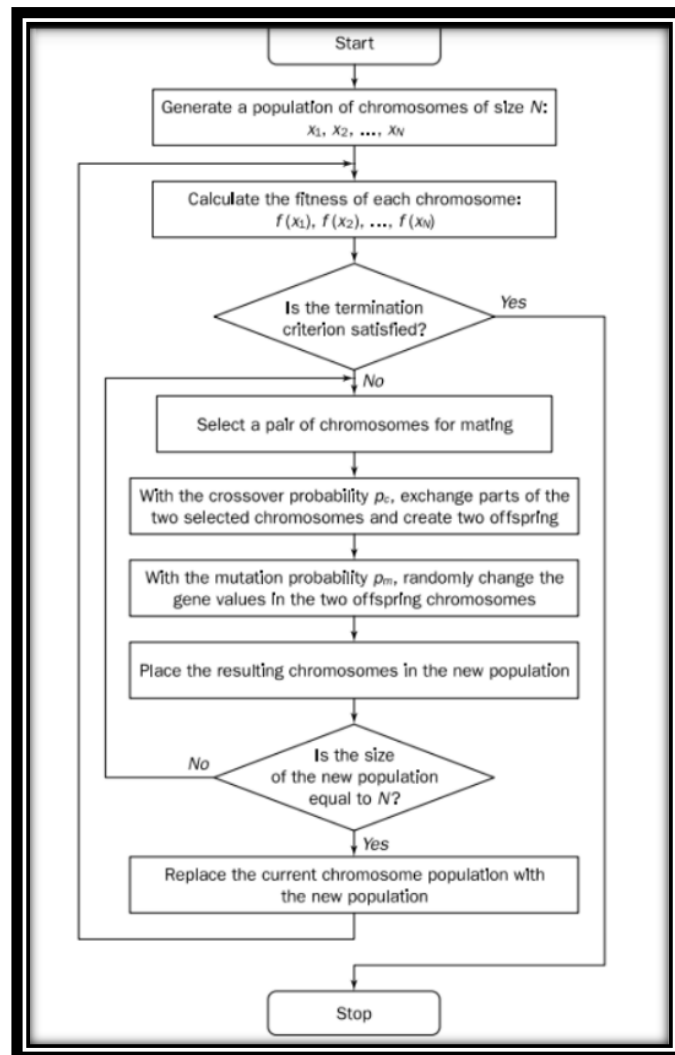 Start
Generate a population of chromosomes of size N:
x₁, x₂, ..., x_N
Calculate the fitness of each chromosome:
f (x₁), f (x₂), ..., f (x_N)
Is the termination
criterion satisfied?
Yes
No
Select a pair of chromosomes for mating
With the crossover probability p_c, exchange parts of the
two selected chromosomes and create two offspring
With the mutation probability p_m, randomly change the
gene values in the two offspring chromosomes
Place the resulting chromosomes in the new population
Is the size
of the new population
equal to N?
No
Yes
Replace the current chromosome population with
the new population
Stop